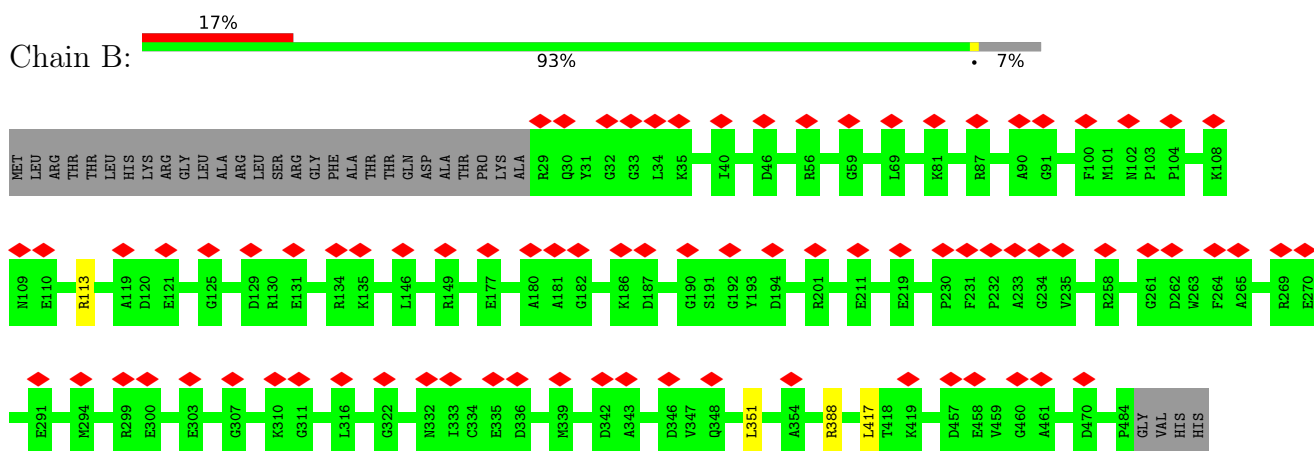 17%
Chain B:
93% • 7%
MET LEU ARG THR THR LEU HIS LYS ARG GLY LEU ALA ARG LEU SER ARG GLY PHE ALA THR THR GLN ASP ALA THR PRO LYS ALA R29 Q30 Y31 G32 G33 L34 K35 I40 D46 R56 G59 L69 K81 R87 A90 G91 F100 M101 N102 P103 P104 K108
N109 E110 R113 A119 D120 E121 G125 D129 R130 E131 R134 K135 L146 R149 E177 A180 A181 G182 K186 D187 G190 S191 G192 Y193 D194 R201 E211 E219 P230 F231 P232 A233 G234 V235 R258 G261 D262 W263 F264 A265 R269 E270
E291 M294 R299 E300 E303 G307 K310 G311 L316 G322 N332 I333 C334 E335 D336 M339 D342 A343 D346 V347 Q348 L351 A354 R388 L417 T418 K419 D457 E458 V459 G460 A461 D470 P484 GLY VAL HIS HIS